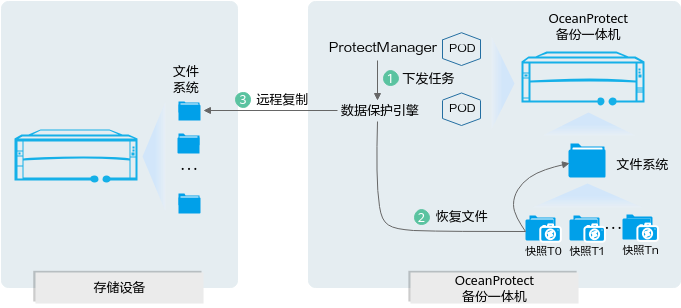 文件
系统
...
存储设备
OceanProtect
备份一体机
ProtectManager
POD
1 下发任务
3 远程复制
数据保护引擎
POD
文件系统
2 恢复文件
快照T0
快照T1
...
快照Tn
OceanProtect
备份一体机